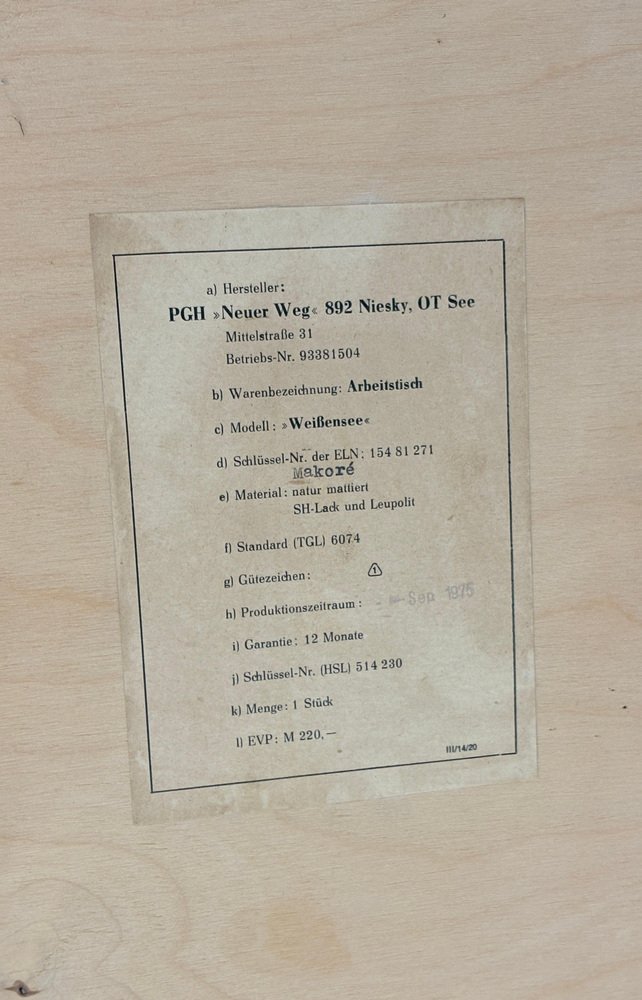 a) Hersteller:
PGH »Neuer Weg« 892 Niesky, OT See
Mittelstraße 31
Betriebs-Nr. 93381504
b) Warenbezeichnung: Arbeitstisch
c) Modell: »Weißensee«
d) Schlüssel-Nr. der ELN: 154 81 271
Makoré
e) Material: natur mattiert
SH-Lack und Leupolit
f) Standard (TGL) 6074
g) Gütezeichen: 1
h) Produktionszeitraum: Sep 1975
i) Garantie: 12 Monate
j) Schlüssel-Nr. (HSL) 514 230
k) Menge: 1 Stück
l) EVP: M 220,—
III/14/20